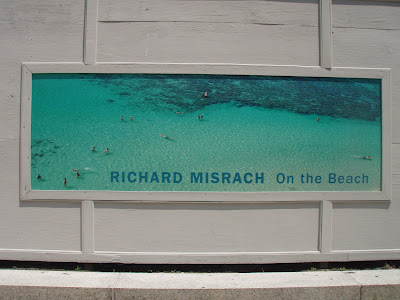 RICHARD MISRACH On the Beach